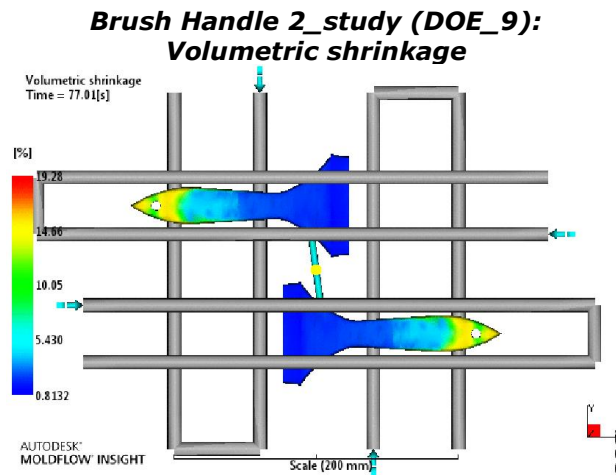 Brush Handle 2_study (DOE_9):
Volumetric shrinkage
Volumetric shrinkage
Time = 77.01[s]
[%]
19.28
14.66
10.05
5.430
0.8132
AUTODESK®
MOLDFLOW® INSIGHT
Scale (200 mm)
Y